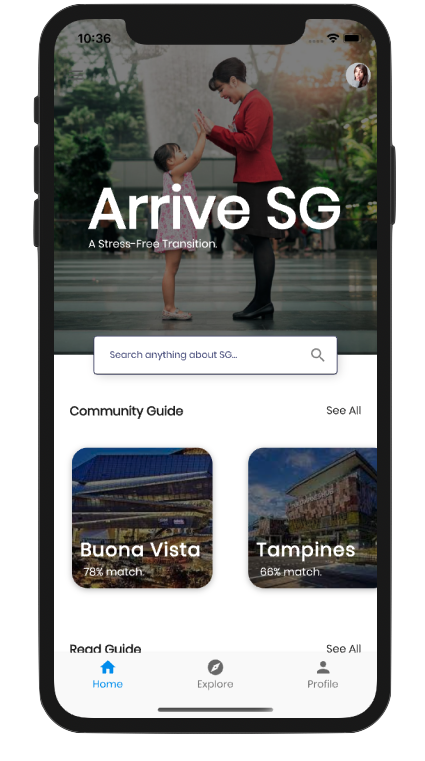 10:36
Arrive SG
A Stress-Free Transition.
Search anything about SG...
Community Guide See All
Buona Vista Tampines
78% match. 66% match.
Read Guide See All
Home Explore Profile